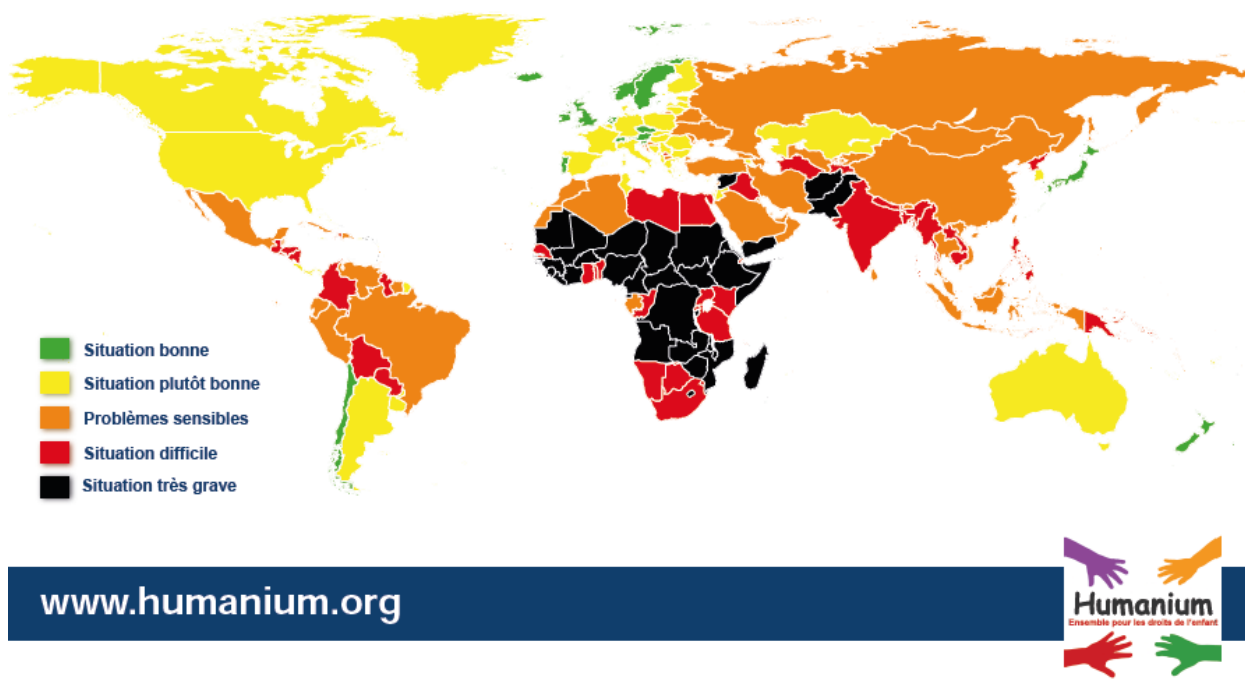 Situation bonne
Situation plutôt bonne
Problèmes sensibles
Situation difficile
Situation très grave
www.humanium.org
Humanium
Ensemble pour les droits de l'enfant